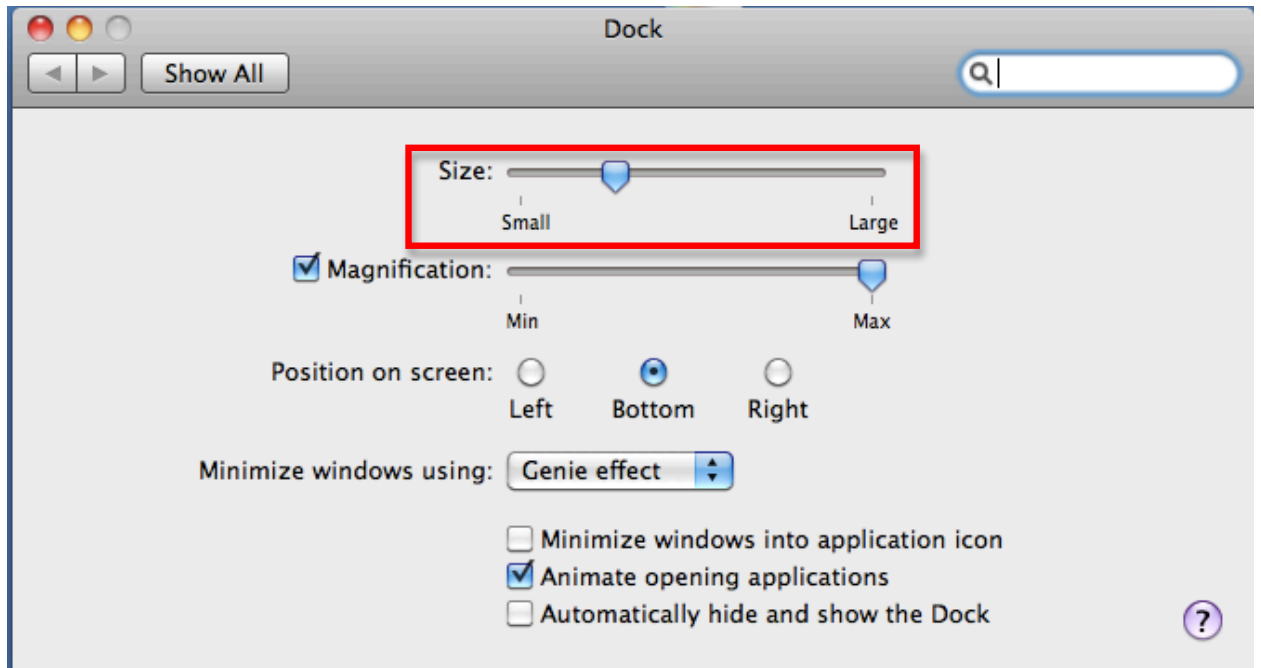 Dock
Show All
Size:
Small Large
Magnification:
Min Max
Position on screen:
Left Bottom Right
Minimize windows using: Genie effect
Minimize windows into application icon
Animate opening applications
Automatically hide and show the Dock
?